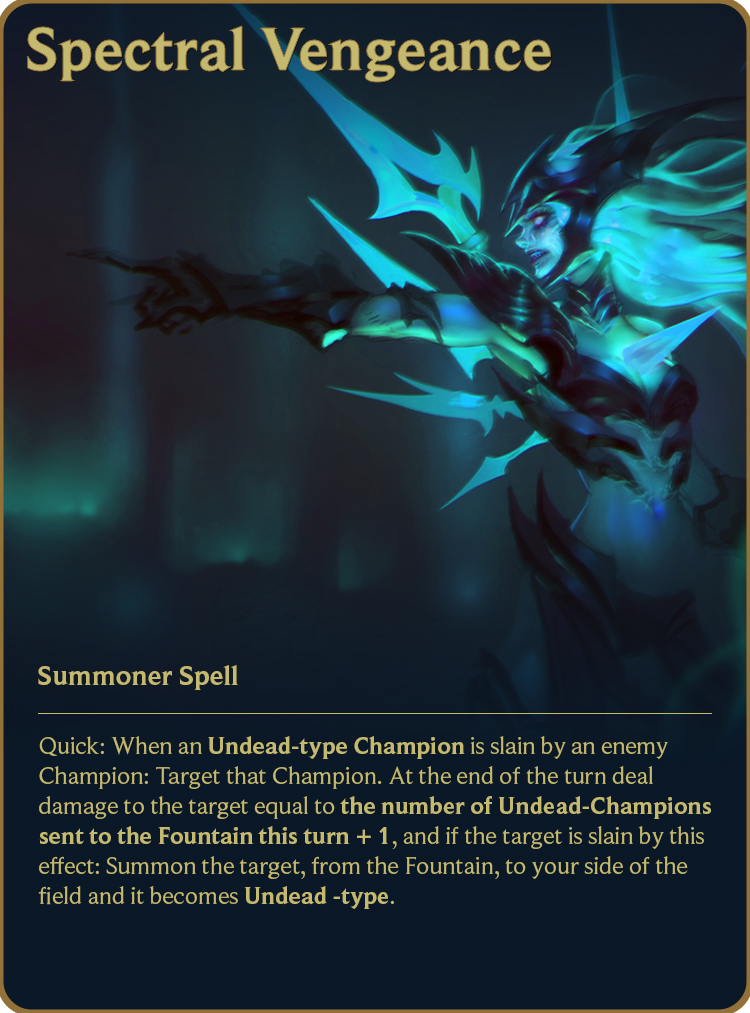 Spectral Vengeance
Summoner Spell
Quick: When an Undead-type Champion is slain by an enemy
Champion: Target that Champion. At the end of the turn deal
damage to the target equal to the number of Undead-Champions
sent to the Fountain this turn + 1, and if the target is slain by this
effect: Summon the target, from the Fountain, to your side of the
field and it becomes Undead -type.